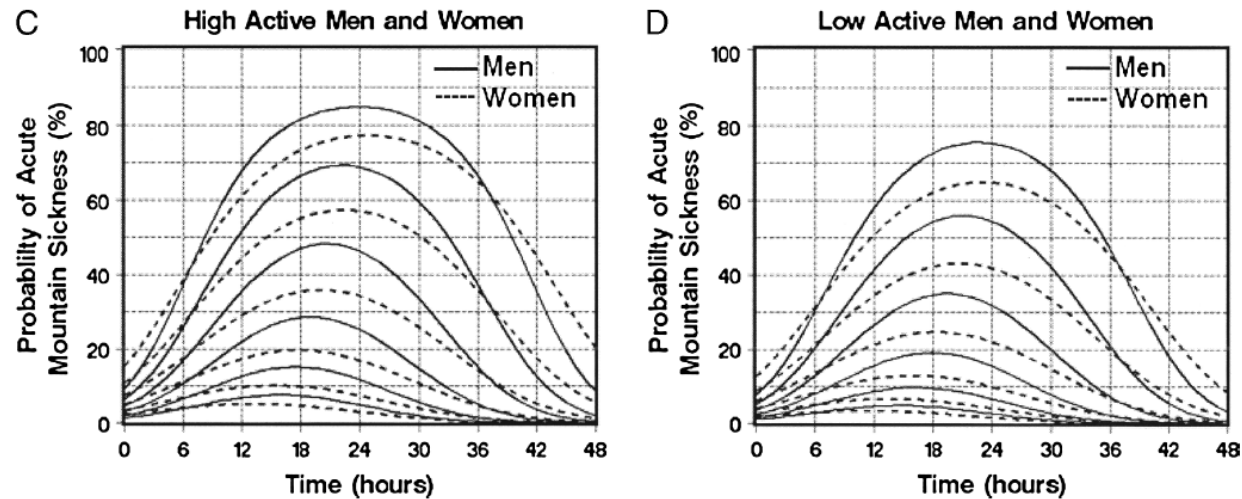 C
High Active Men and Women
Probability of Acute
Mountain Sickness (%)
100
80
60
40
20
0
Men
Women
0 6 12 18 24 30 36 42 48
Time (hours)
D
Low Active Men and Women
Probability of Acute
Mountain Sickness (%)
100
80
60
40
20
0
Men
Women
0 6 12 18 24 30 36 42 48
Time (hours)